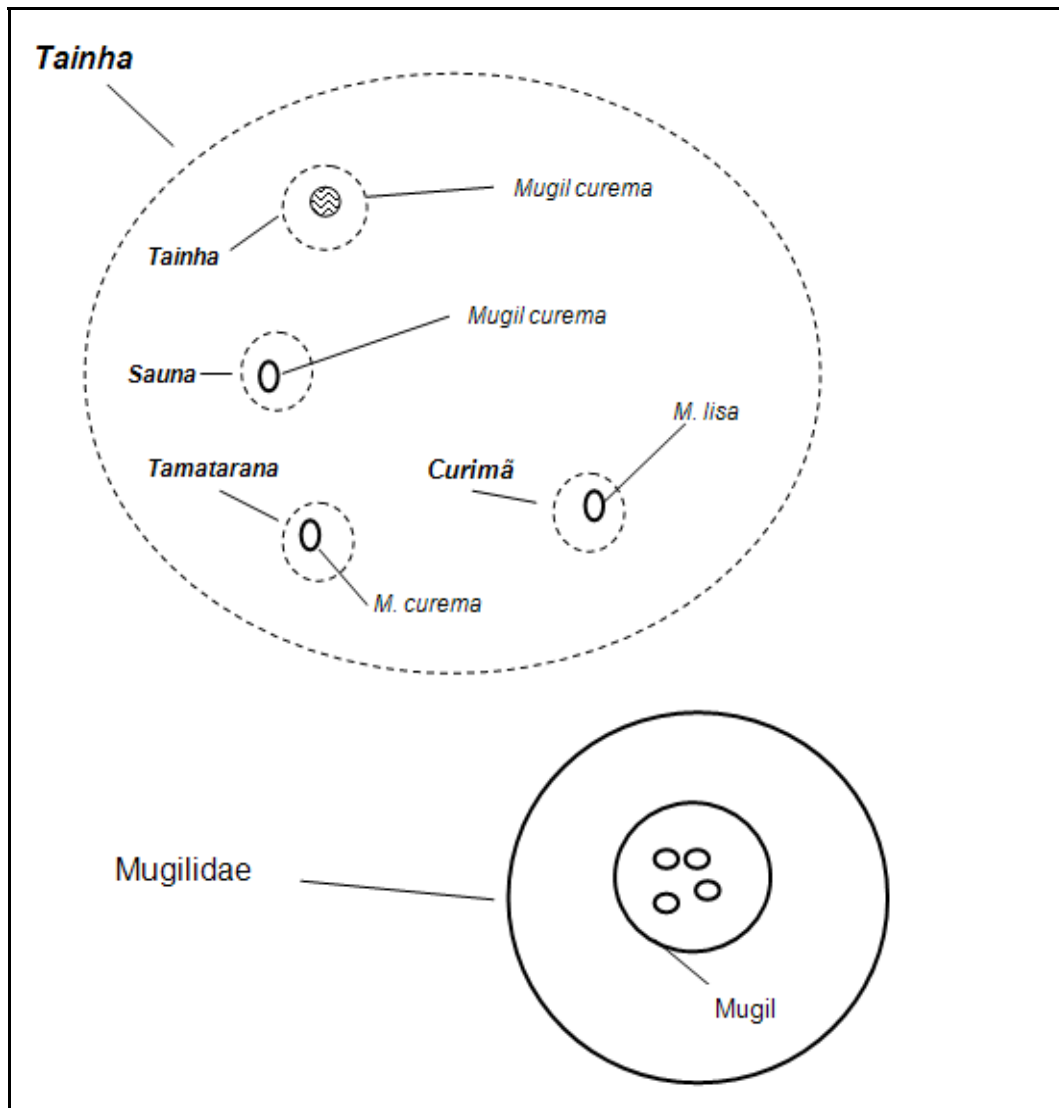 Tainha
Mugil curema
Tainha
Mugil curema
Sauna
M. lisa
Tamatarana
Curimã
M. curema
Mugilidae
Mugil